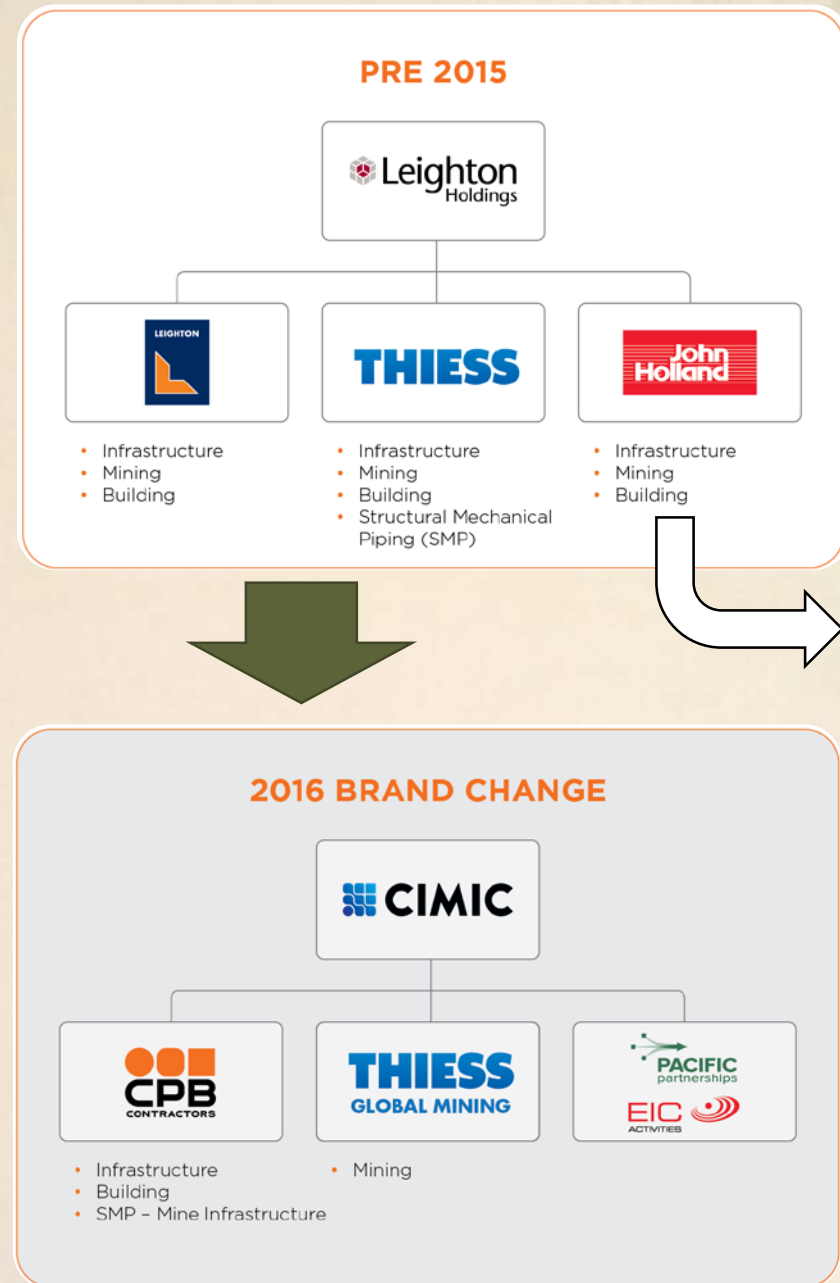 PRE 2015
Leighton
Holdings
LEIGHTON
THIESS
John
Holland
• Infrastructure
• Mining
• Building
• Infrastructure
• Mining
• Building
• Structural Mechanical
Piping (SMP)
• Infrastructure
• Mining
• Building
2016 BRAND CHANGE
CIMIC
CPB
CONTRACTORS
THIESS
GLOBAL MINING
PACIFIC
partnerships
EIC
ACTIVITIES
• Infrastructure
• Building
• SMP – Mine Infrastructure
• Mining